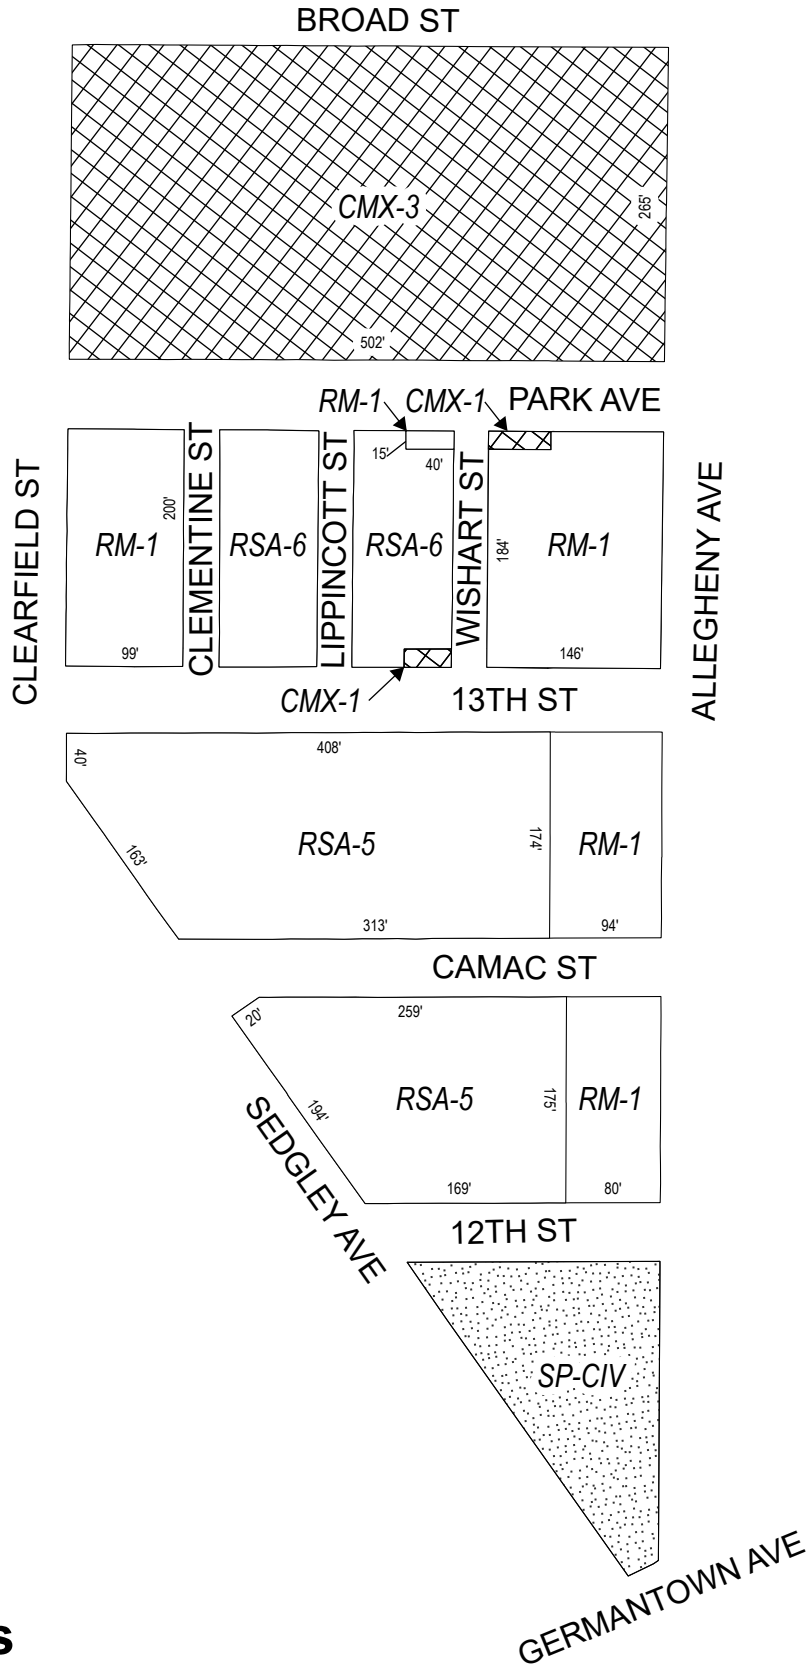 BROAD ST
CMX-3
265'
502'
RM-1
CMX-1
PARK AVE
15'
40'
CLEARFIELD ST
RM-1
200'
99'
CLEMENTINE ST
RSA-6
LIPPINCOTT ST
RSA-6
WISHART ST
184'
RM-1
146'
ALLEGHENY AVE
CMX-1
13TH ST
40'
408'
163'
RSA-5
174'
RM-1
313'
94'
CAMAC ST
20'
259'
194'
RSA-5
175'
RM-1
169'
80'
SEDGLEY AVE
12TH ST
SP-CIV
GERMANTOWN AVE
s